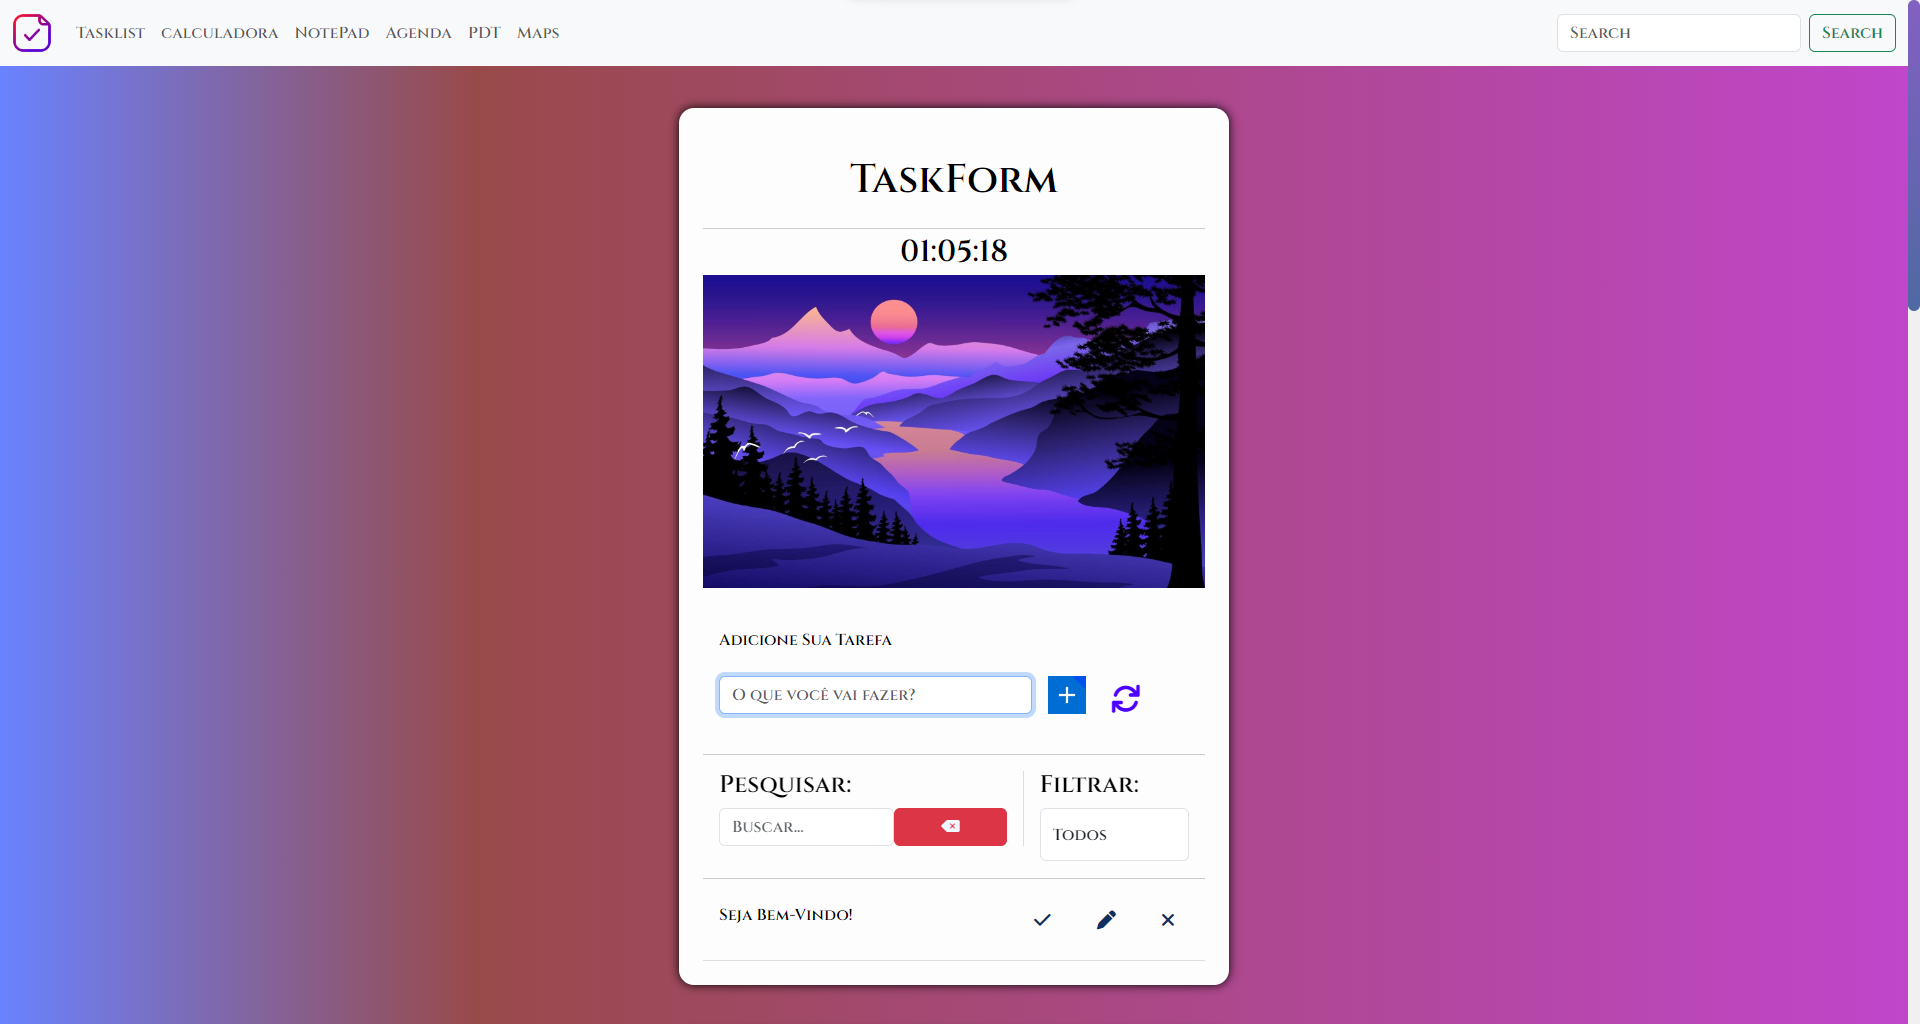 Tasklist calculadora NotePad Agenda PDT Maps Search Search
TaskForm
01:05:18
Adicione Sua Tarefa
O que você vai fazer?
Pesquisar: Filtrar:
Buscar... Todos
Seja Bem-Vindo!